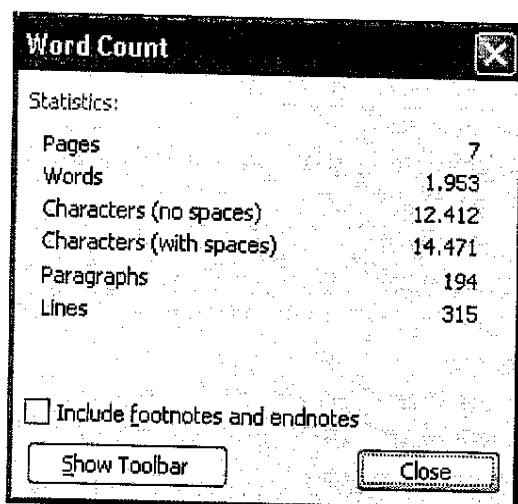 Word Count
Statistics:
Pages 7
Words 1.953
Characters (no spaces) 12.412
Characters (with spaces) 14.471
Paragraphs 194
Lines 315
Include footnotes and endnotes
Show Toolbar Close